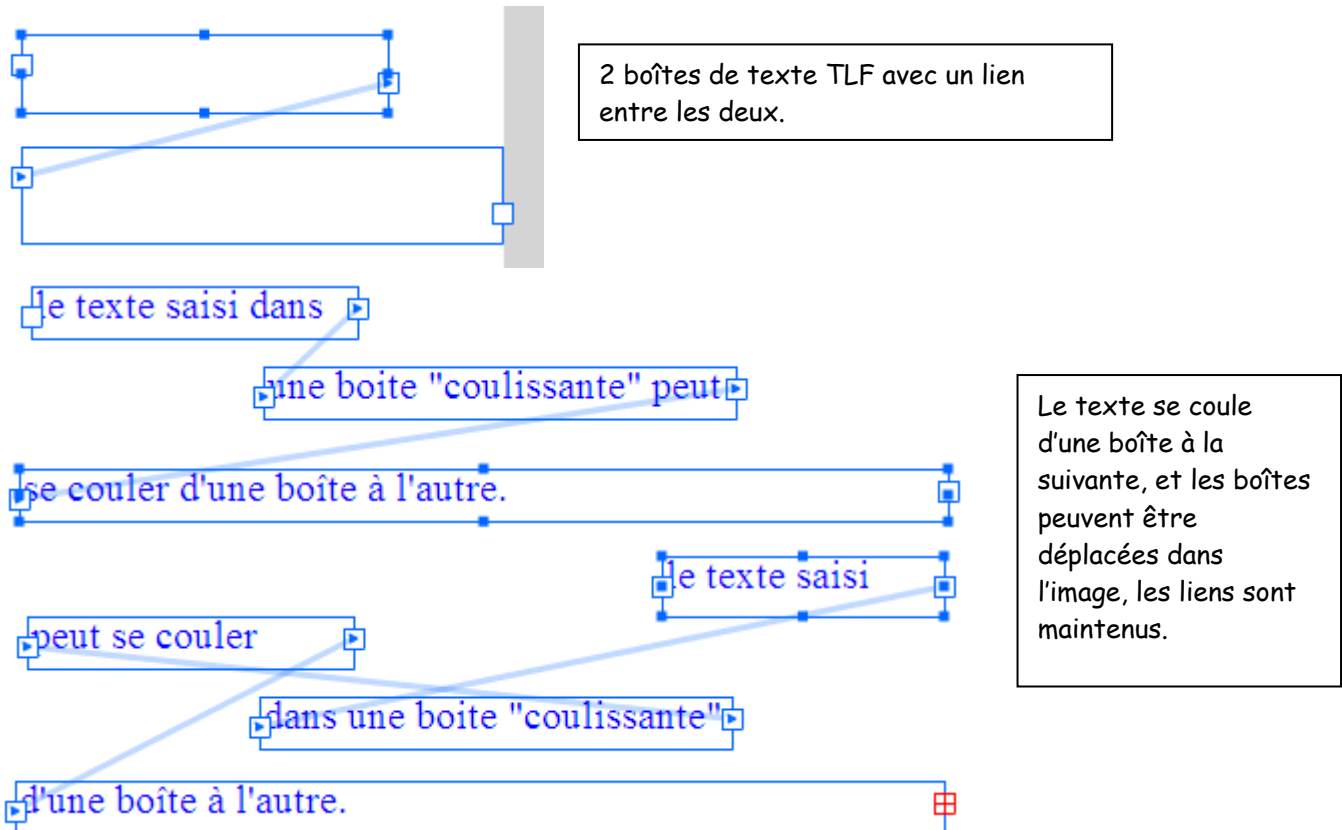 2 boîtes de texte TLF avec un lien
entre les deux.
le texte saisi dans
une boite "coulissante" peut
se couler d'une boîte à l'autre.
Le texte se coule
d'une boîte à la
suivante, et les boîtes
peuvent être
déplacées dans
l'image, les liens sont
maintenus.
le texte saisi
peut se couler
dans une boite "coulissante"
d'une boîte à l'autre.